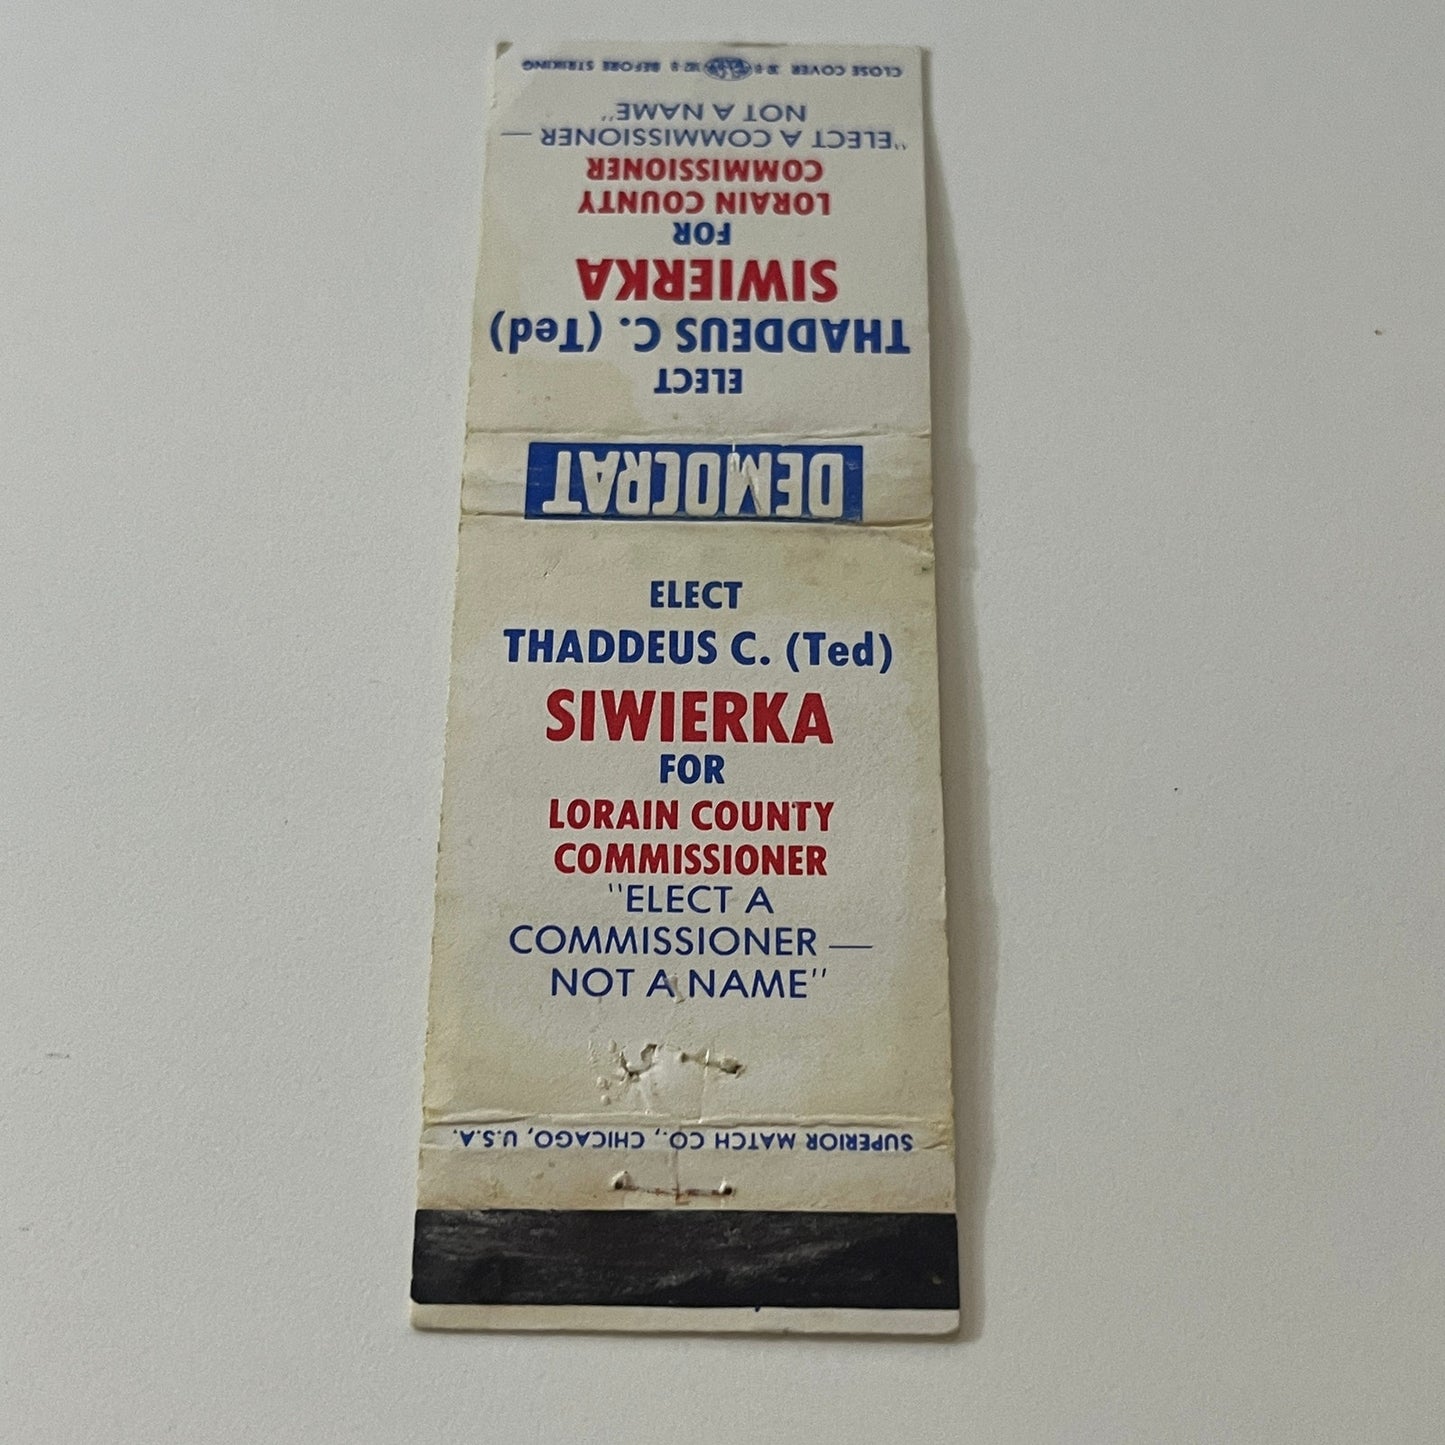 CLOSE COVER BEFORE STRIKING
"ELECT A COMMISSIONER —
NOT A NAME"
ELECT
THADDEUS C. (Ted)
SIWIERKA
FOR
LORAIN COUNTY
COMMISSIONER
DEMOCRAT
ELECT
THADDEUS C. (Ted)
SIWIERKA
FOR
LORAIN COUNTY
COMMISSIONER
"ELECT A
COMMISSIONER —
NOT A NAME"
SUPERIOR MATCH CO., CHICAGO, U.S.A.